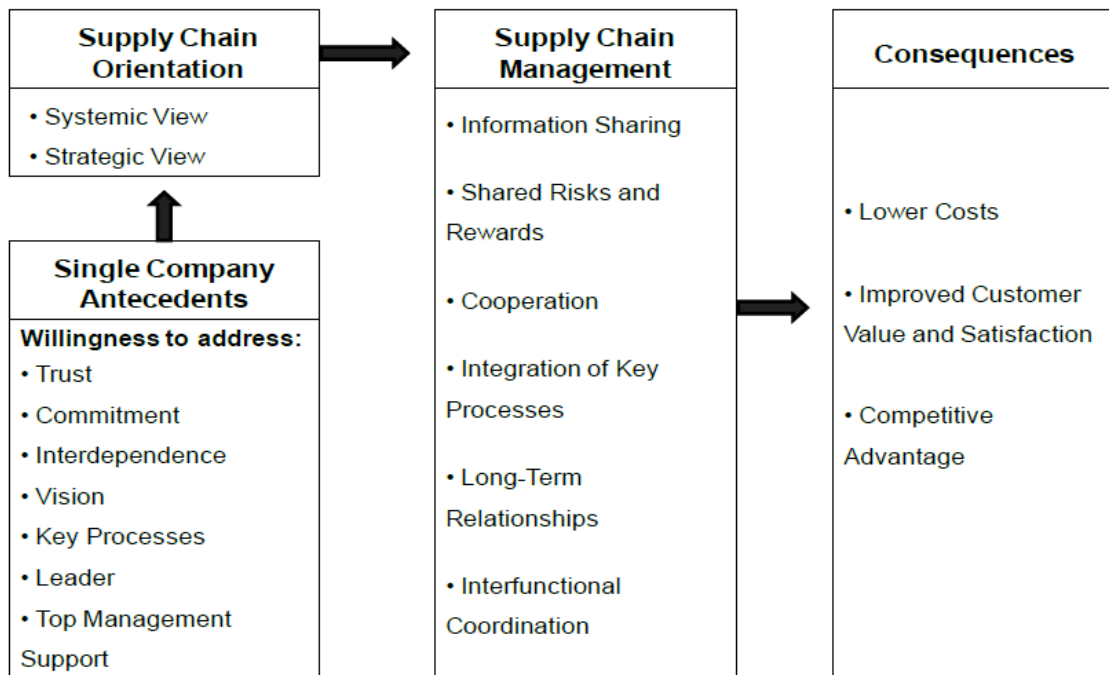 Supply Chain
Orientation
• Systemic View
• Strategic View
Single Company
Antecedents
Willingness to address:
• Trust
• Commitment
• Interdependence
• Vision
• Key Processes
• Leader
• Top Management
Support
Supply Chain
Management
• Information Sharing
• Shared Risks and
Rewards
• Cooperation
• Integration of Key
Processes
• Long-Term
Relationships
• Interfunctional
Coordination
Consequences
• Lower Costs
• Improved Customer
Value and Satisfaction
• Competitive
Advantage